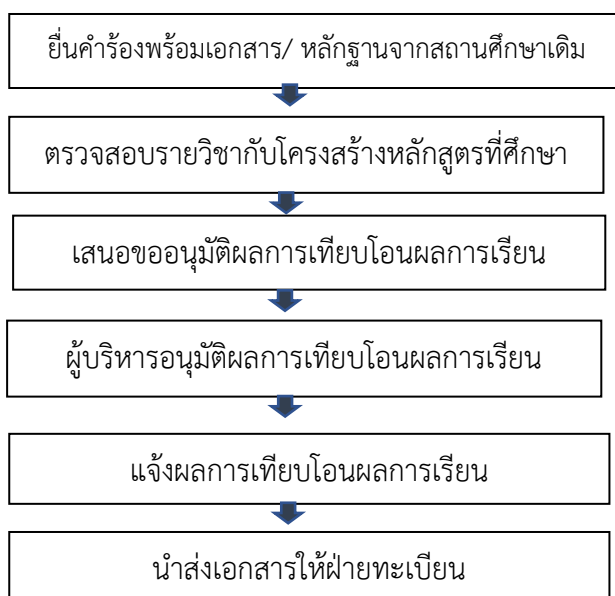 ยื่นคำร้องพร้อมเอกสาร/ หลักฐานจากสถานศึกษาเดิม
ตรวจสอบรายวิชากับโครงสร้างหลักสูตรที่ศึกษา
เสนอขออนุมัติผลการเทียบโอนผลการเรียน
ผู้บริหารอนุมัติผลการเทียบโอนผลการเรียน
แจ้งผลการเทียบโอนผลการเรียน
นำส่งเอกสารให้ฝ่ายทะเบียน